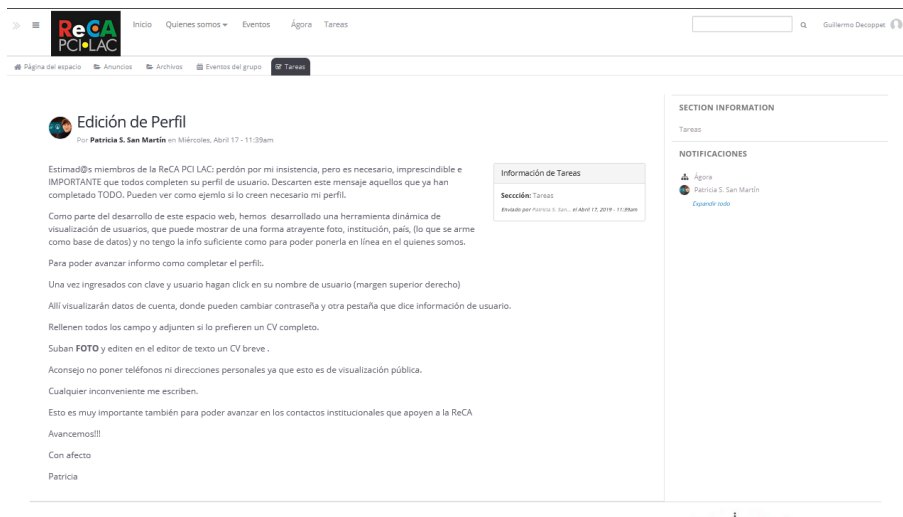 ReCA
PCI LAC
Inicio Quienes somos Eventos Ágora Tareas
Guillermo Decoppet
Página del espacio Anuncios Archivos Eventos del grupo Tareas
Edición de Perfil
Por Patricia S. San Martín en Miércoles, Abril 17 - 11:39am
Estimad@s miembros de la ReCA PCI LAC: perdón por mi insistencia, pero es necesario, imprescindible e
IMPORTANTE que todos completen su perfil de usuario. Descarten este mensaje aquellos que ya han
completado TODO. Pueden ver como ejemlo si lo creen necesario mi perfil.
Como parte del desarrollo de este espacio web, hemos desarrollado una herramienta dinámica de
visualización de usuarios, que puede mostrar de una forma atrayente foto, institución, país, (lo que se arme
como base de datos) y no tengo la info suficiente como para poder ponerla en línea en el quienes somos.
Para poder avanzar informo como completar el perfil:.
Una vez ingresados con clave y usuario hagan click en su nombre de usuario (margen superior derecho)
Allí visualizarán datos de cuenta, donde pueden cambiar contraseña y otra pestaña que dice información de usuario.
Rellenen todos los campo y adjunten si lo prefieren un CV completo.
Suban FOTO y editen en el editor de texto un CV breve .
Aconsejo no poner teléfonos ni direcciones personales ya que esto es de visualización pública.
Cualquier inconveniente me escriben.
Esto es muy importante también para poder avanzar en los contactos institucionales que apoyen a la ReCA
Avancemos!!!
Con afecto
Patricia
Información de Tareas
Seccción: Tareas
Enviado por Patricia S. San... el Abril 17, 2019 - 11:39am
SECTION INFORMATION
Tareas
NOTIFICACIONES
Ágore
Patricia S. San Martín
Expandir todo